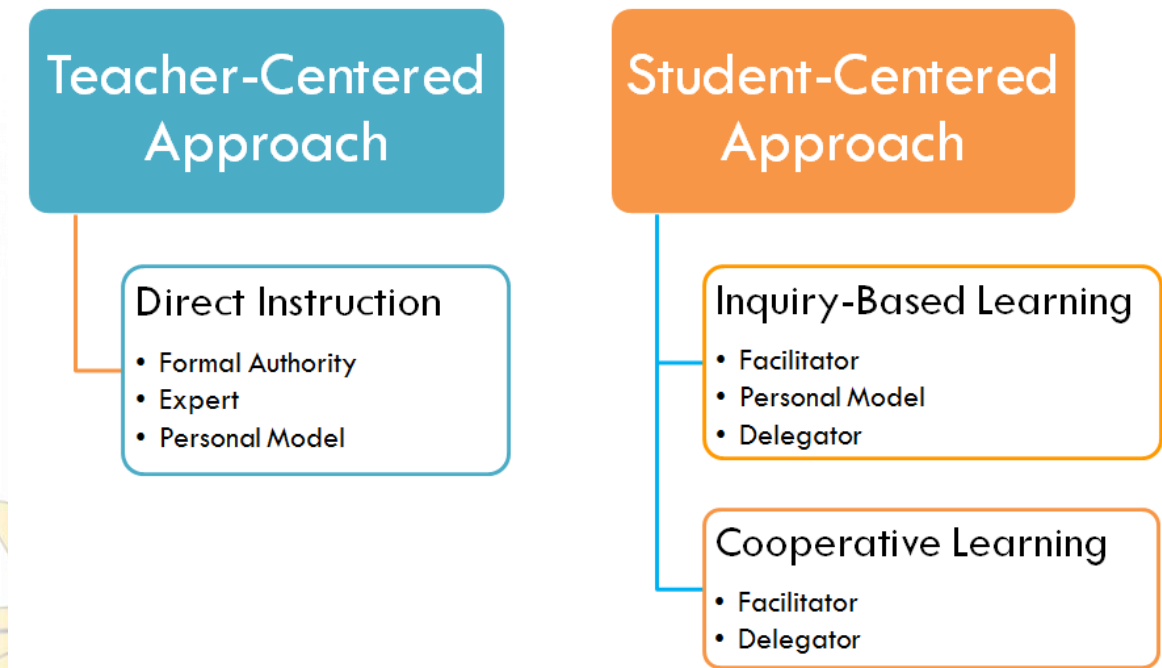 Teacher-Centered
Approach
Direct Instruction
• Formal Authority
• Expert
• Personal Model
Student-Centered
Approach
Inquiry-Based Learning
• Facilitator
• Personal Model
• Delegator
Cooperative Learning
• Facilitator
• Delegator